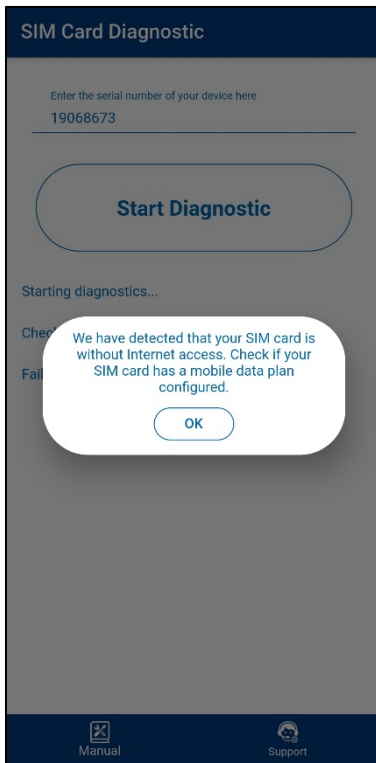 SIM Card Diagnostic
Enter the serial number of your device here
19068673
Start Diagnostic
Starting diagnostics...
We have detected that your SIM card is
without Internet access. Check if your
SIM card has a mobile data plan
configured.
OK
Manual
Support